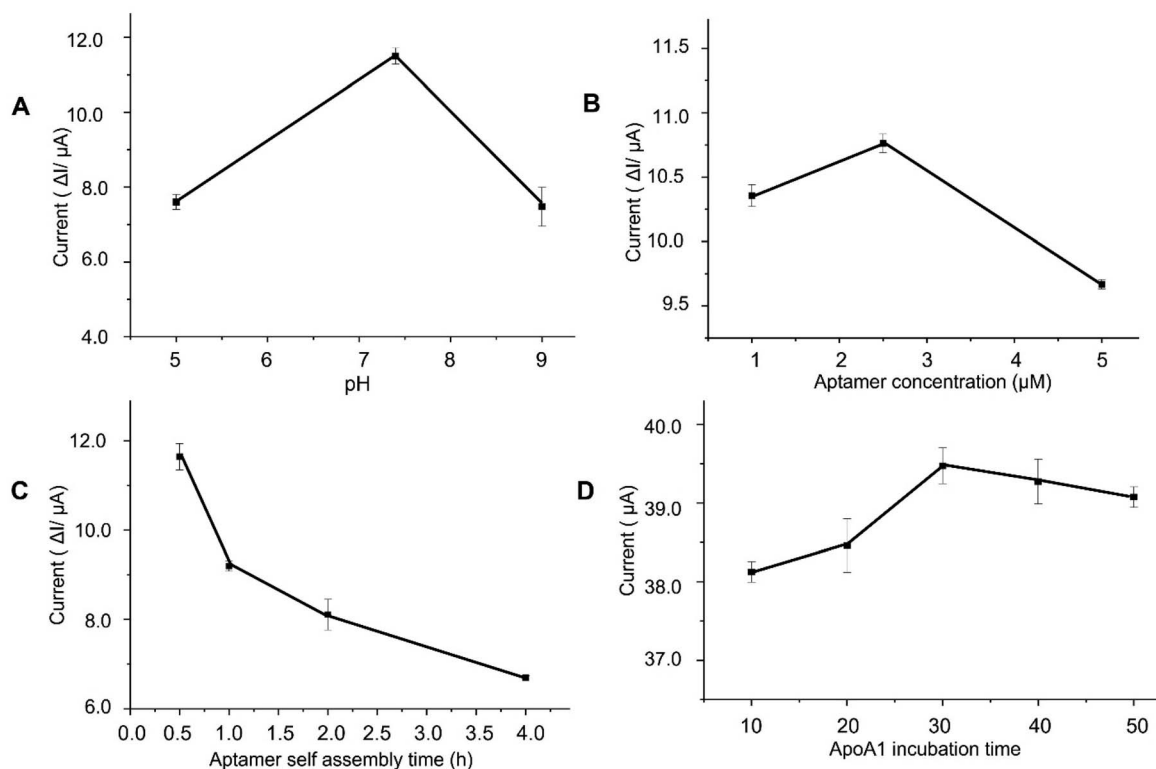 A
Current ( ΔI/ µA)
12.0
10.0
8.0
6.0
4.0
5 6 7 8 9
pH
B
Current ( ΔI/ µA)
11.5
11.0
10.5
10.0
9.5
1 2 3 4 5
Aptamer concentration (µM)
C
Current ( ΔI/ µA)
12.0
10.0
8.0
6.0
0.0 0.5 1.0 1.5 2.0 2.5 3.0 3.5 4.0
Aptamer self assembly time (h)
D
Current ( µA)
40.0
39.0
38.0
37.0
10 20 30 40 50
ApoA1 incubation time